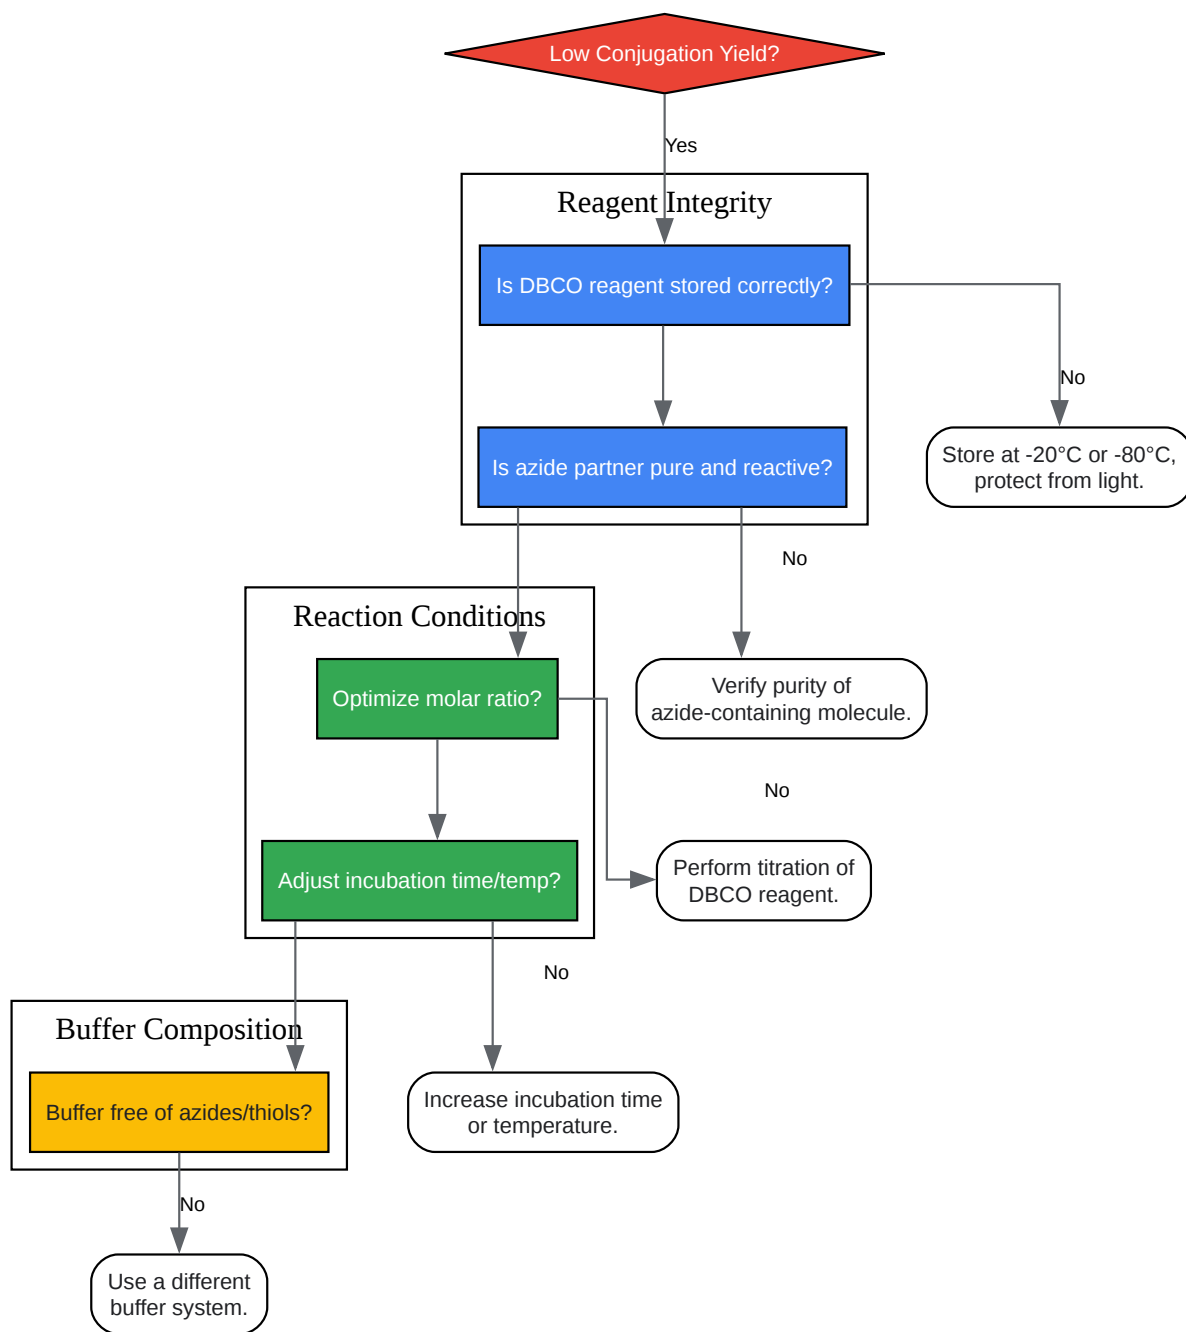 Low Conjugation Yield?
Yes
Reagent Integrity
Is DBCO reagent stored correctly?
No
Is azide partner pure and reactive?
Store at -20°C or -80°C,
protect from light.
No
Reaction Conditions
Optimize molar ratio?
Verify purity of
azide-containing molecule.
No
Adjust incubation time/temp?
Perform titration of
DBCO reagent.
No
Buffer Composition
Buffer free of azides/thiols?
Increase incubation time
or temperature.
No
Use a different
buffer system.